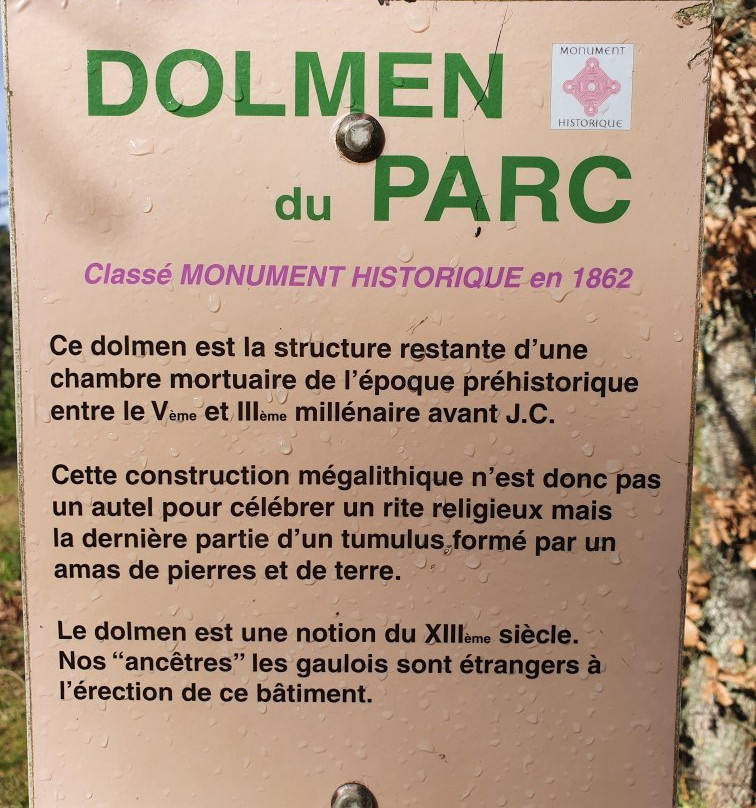 DOLMEN
MONUMENT
HISTORIQUE
du PARC
Classé MONUMENT HISTORIQUE en 1862
Ce dolmen est la structure restante d'une
chambre mortuaire de l'époque préhistorique
entre le Vème et IIIème millénaire avant J.C.
Cette construction mégalithique n'est donc pas
un autel pour célébrer un rite religieux mais
la dernière partie d'un tumulus formé par un
amas de pierres et de terre.
Le dolmen est une notion du XIIIème siècle.
Nos “ancêtres” les gaulois sont étrangers à
l'érection de ce bâtiment.